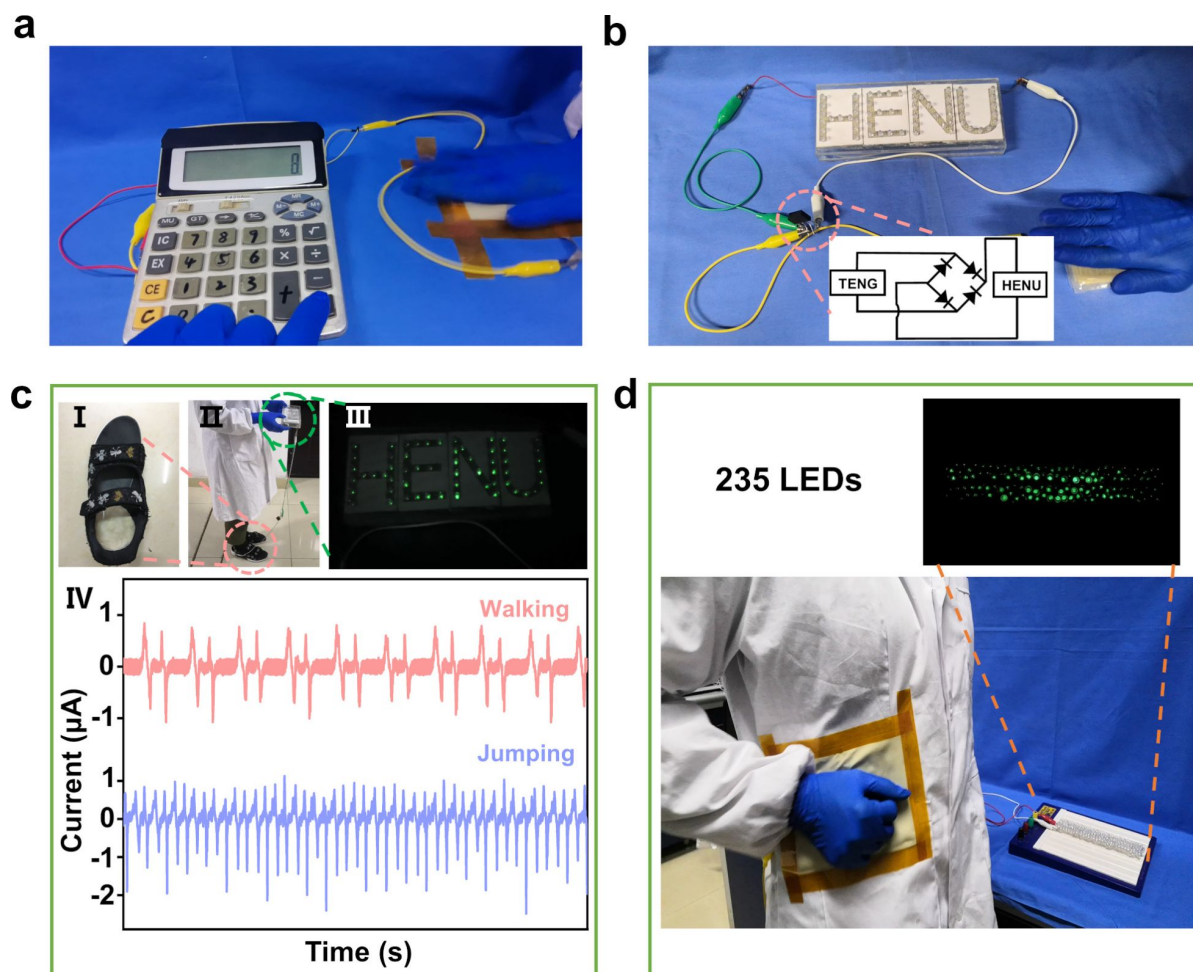 a
b
0
MU GT → M+
M- M+
MC
IC 7 8 9 % √
EX 4 5 6 × ÷
CE 1 2 3 + −
C 0 .
HENU
TENG
HENU
c
I
II
III
HENU
IV
Walking
1
0
-1
Jumping
1
0
-1
-2
Current (μA)
Time (s)
d
235 LEDs